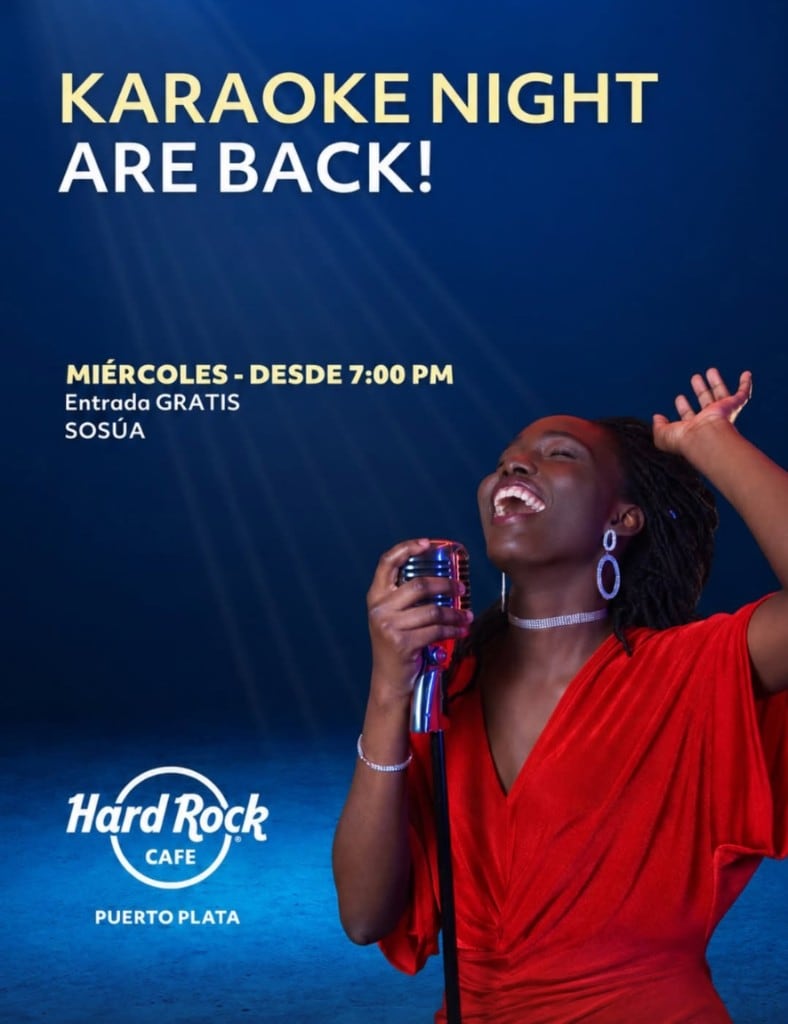 KARAOKE NIGHT
ARE BACK!
MIÉRCOLES - DESDE 7:00 PM
Entrada GRATIS
SOSÚA
Hard Rock
CAFE
PUERTO PLATA